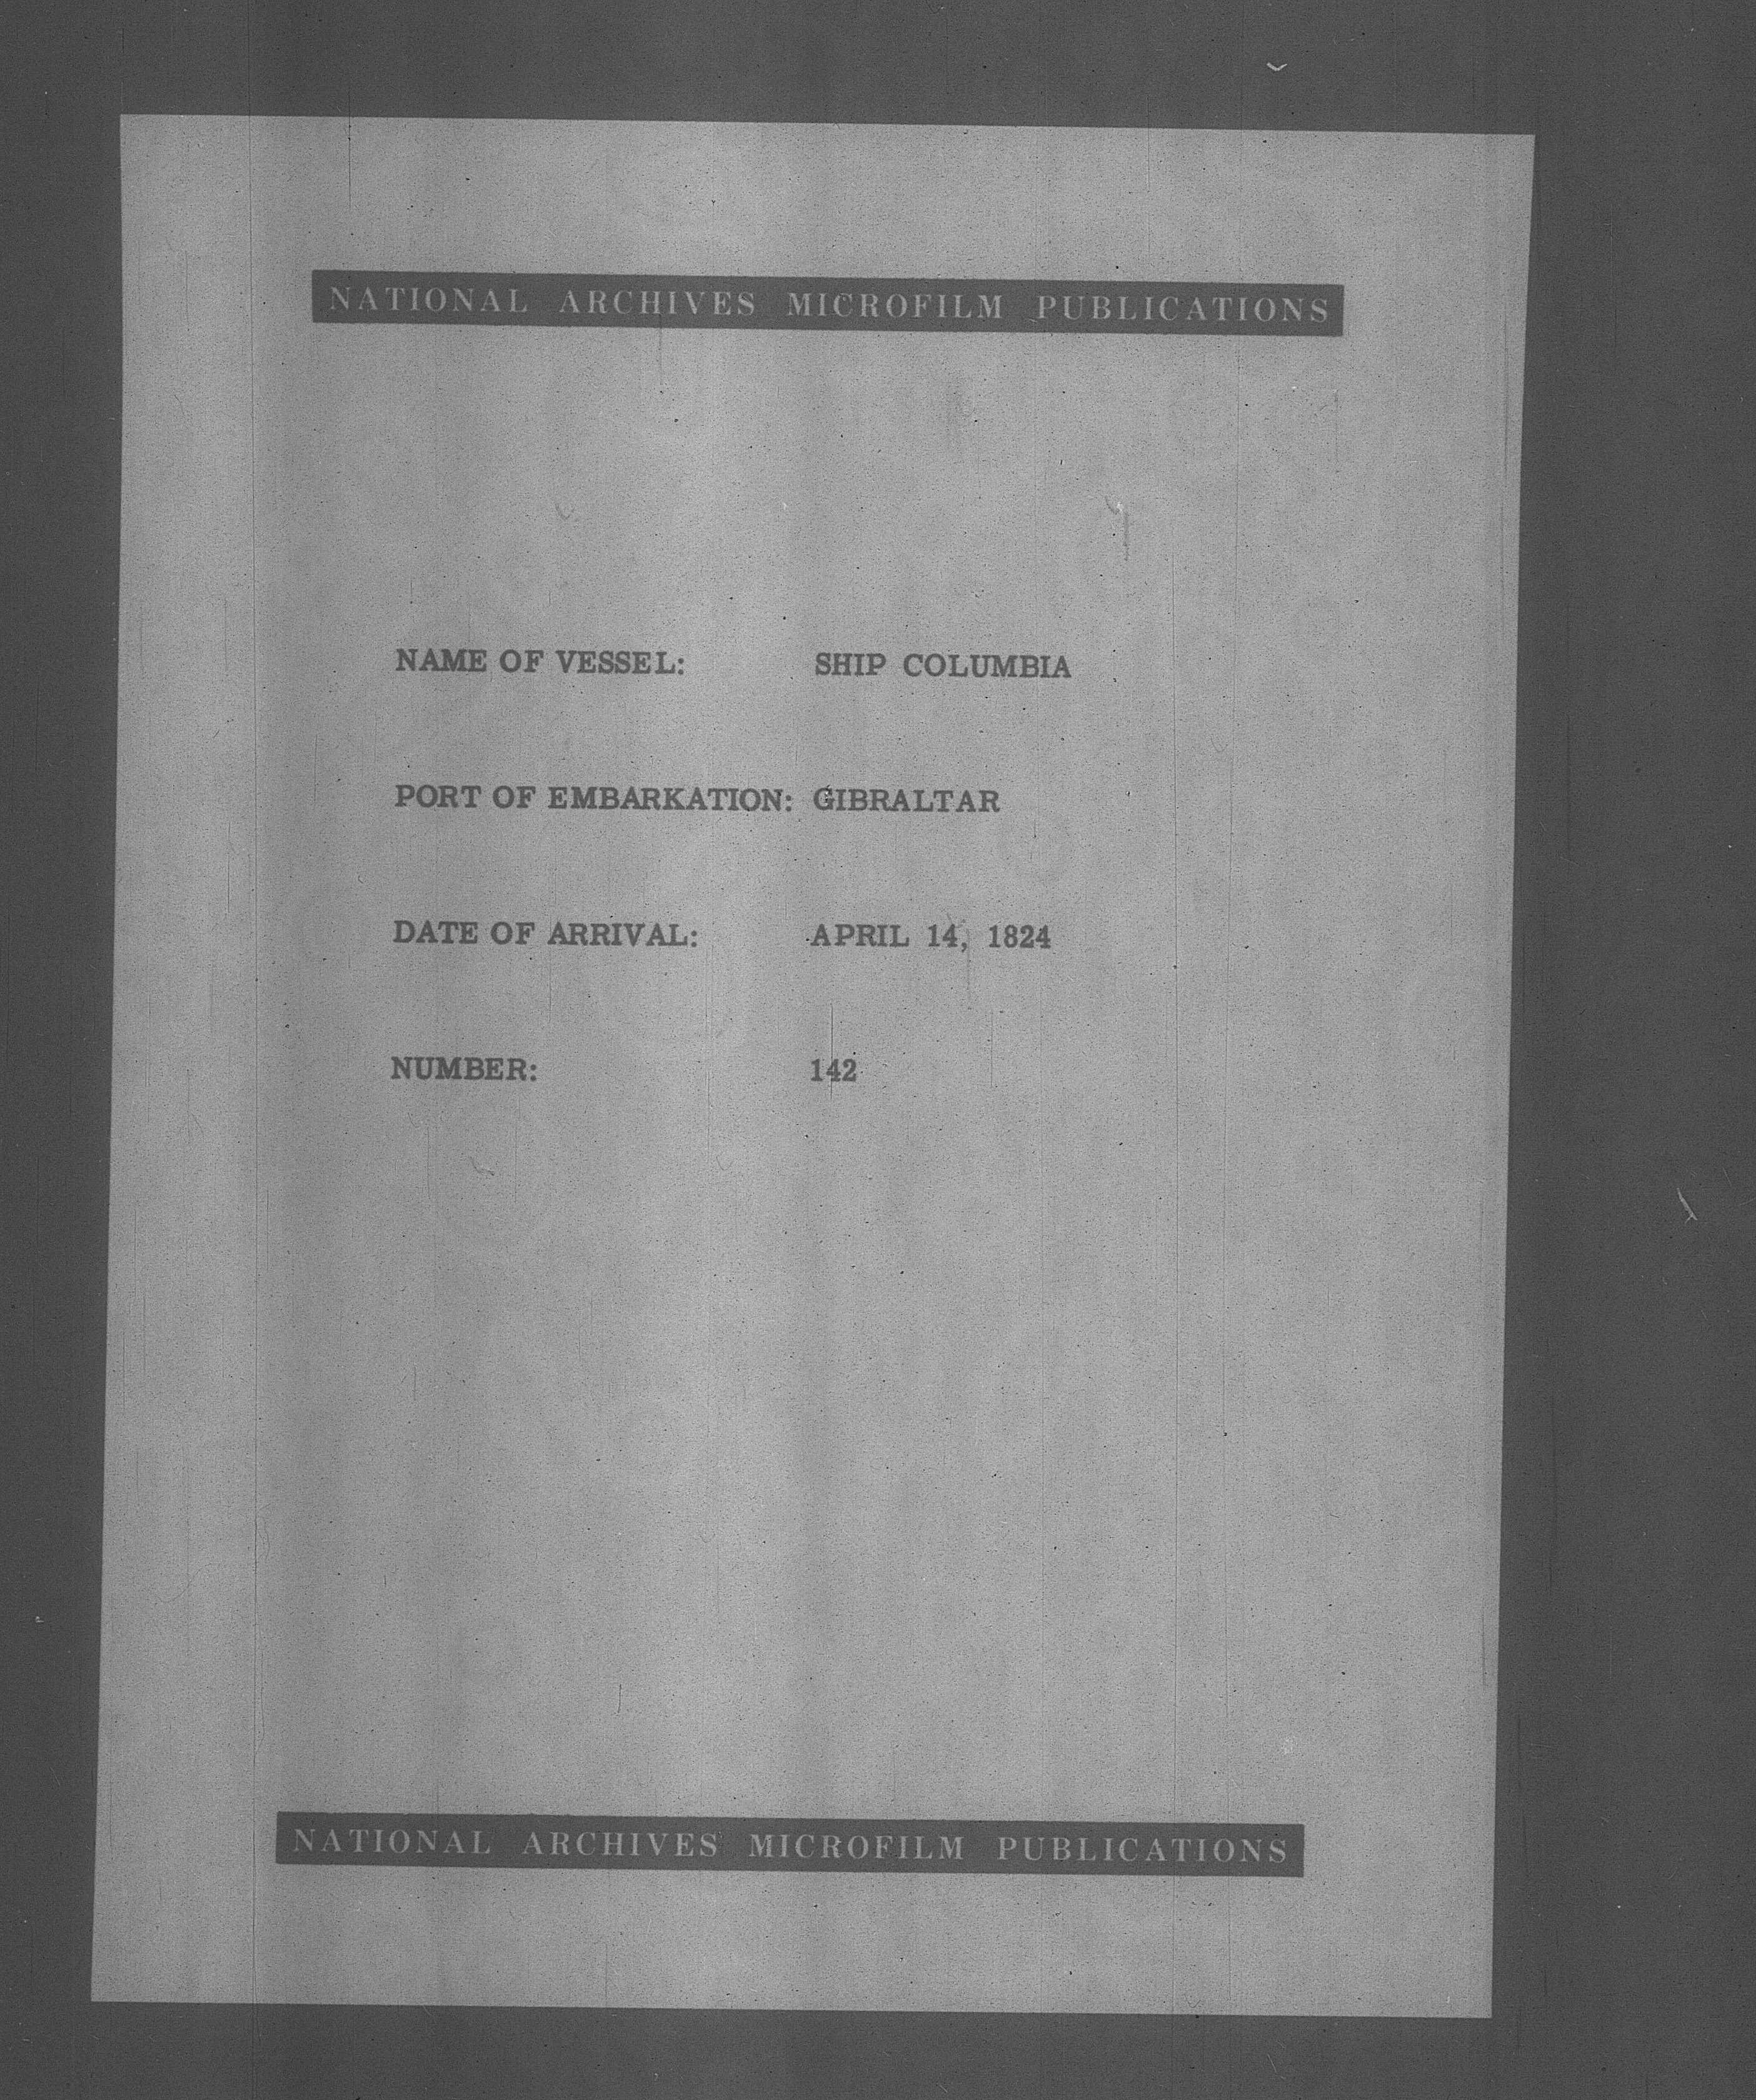 NATIONAL ARCHIVES MICROFILM PUBLICATIONS
NAME OF VESSEL: SHIP COLUMBIA
PORT OF EMBARKATION: GIBRALTAR
DATE OF ARRIVAL: APRIL 14, 1824
NUMBER: 142
NATIONAL ARCHIVES MICROFILM PUBLICATIONS